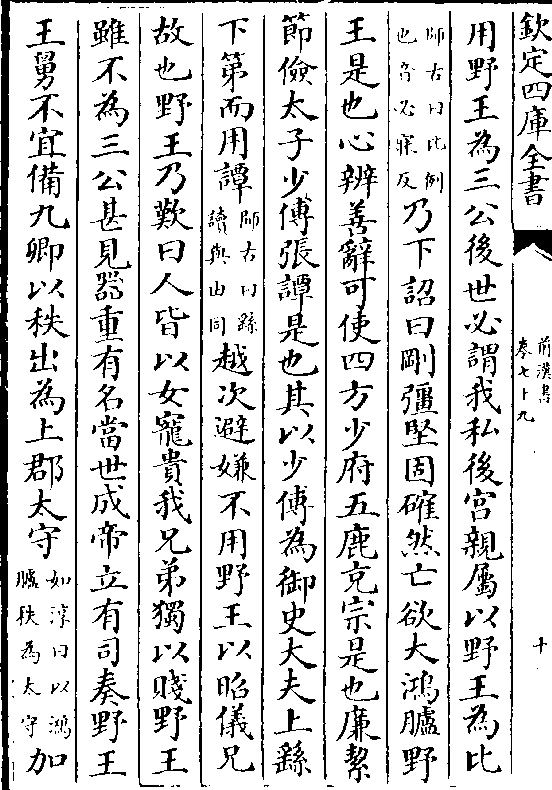 欽定四庫全書
前漢書
卷七十九
十
用野王為三公後世必謂我私後宮親屬以野王為比
師古曰比例
也音必寐反
乃下詔曰剛彊堅固確然亡欲大鴻臚野
王是也心辨善辭可使四方少府五鹿充宗是也廉絜
節儉太子少傅張譚是也其以少傅為御史大夫上繇
下第而用譚
師古曰繇
讀與由同
越次避嫌不用野王以昭儀兄
故也野王乃歎曰人皆以女寵貴我兄弟獨以賤野王
雖不為三公甚見器重有名當世成帝立有司奏野王
王舅不宜備九卿以秩出為上郡太守
如淳曰以鴻
臚秩為太守
加